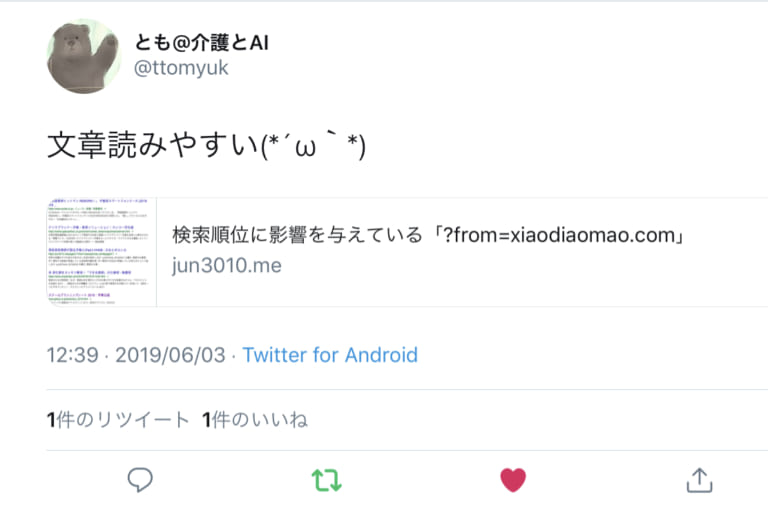 とも@介護とAI
@ttomyuk
文章読みやすい(*´ω｀*)
検索順位に影響を与えている「?from=xiaodiaomao.com」
jun3010.me
12:39 · 2019/06/03 · Twitter for Android
1件のリツイート 1件のいいね